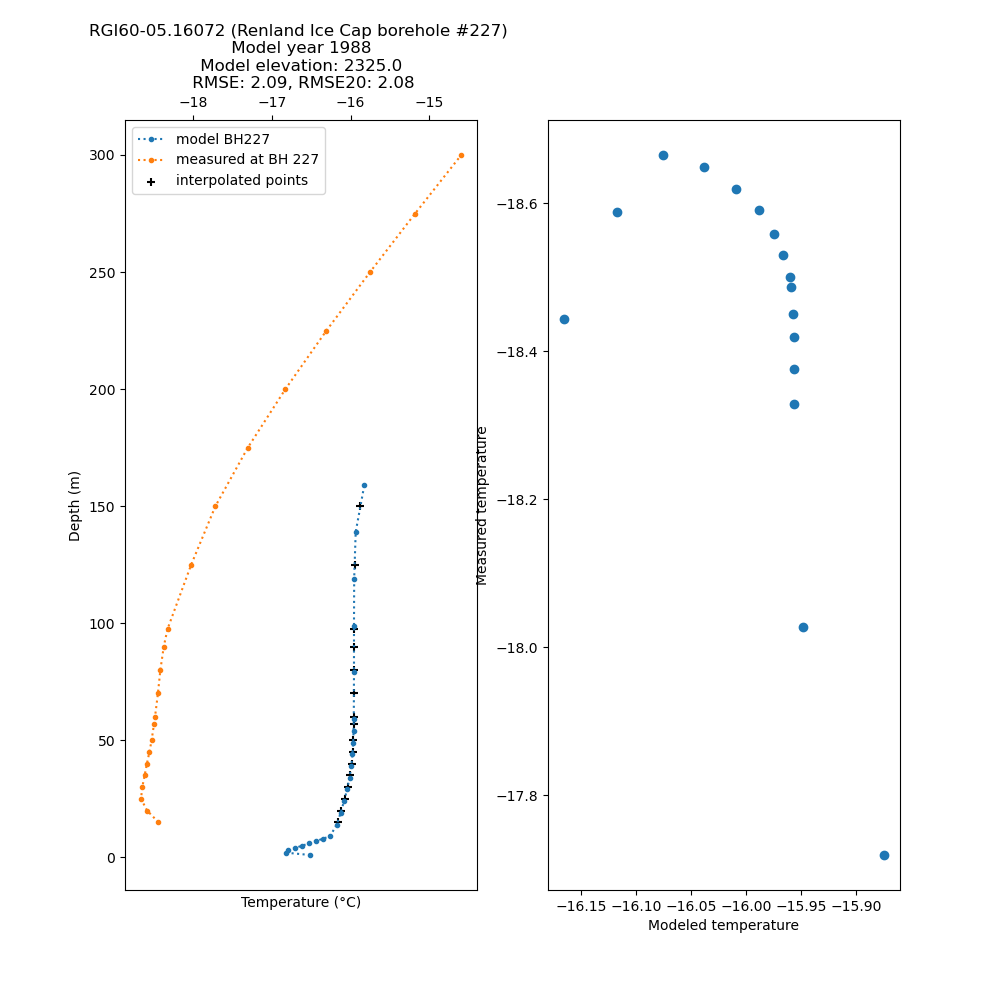 RGI60-05.16072 (Renland Ice Cap borehole #227)
Model year 1988
Model elevation: 2325.0
RMSE: 2.09, RMSE20: 2.08
−18 −17 −16 −15
model BH227
measured at BH 227
interpolated points
300
250
200
150
100
50
0
Depth (m)
Temperature (°C)
−18.6
−18.4
−18.2
−18.0
−17.8
Measured temperature
−16.15 −16.10 −16.05 −16.00 −15.95 −15.90
Modeled temperature